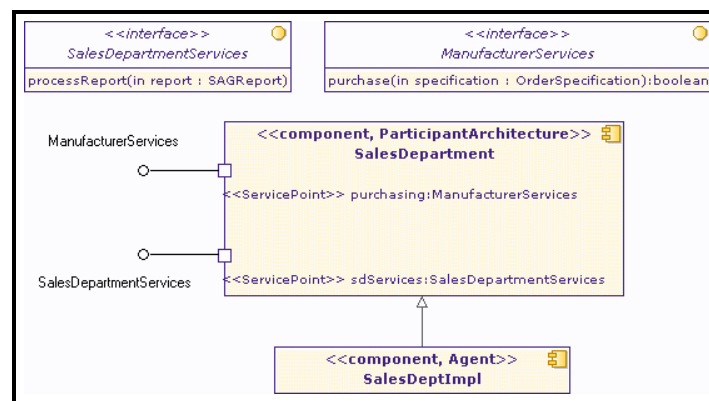 <<interface>>
SalesDepartmentServices
processReport(in report : SAGReport)
<<interface>>
ManufacturerServices
purchase(in specification : OrderSpecification):boolean
ManufacturerServices
<<component, ParticipantArchitecture>>
SalesDepartment
<<ServicePoint>> purchasing:ManufacturerServices
SalesDepartmentServices
<<ServicePoint>> sdServices:SalesDepartmentServices
<<component, Agent>>
SalesDeptImpl